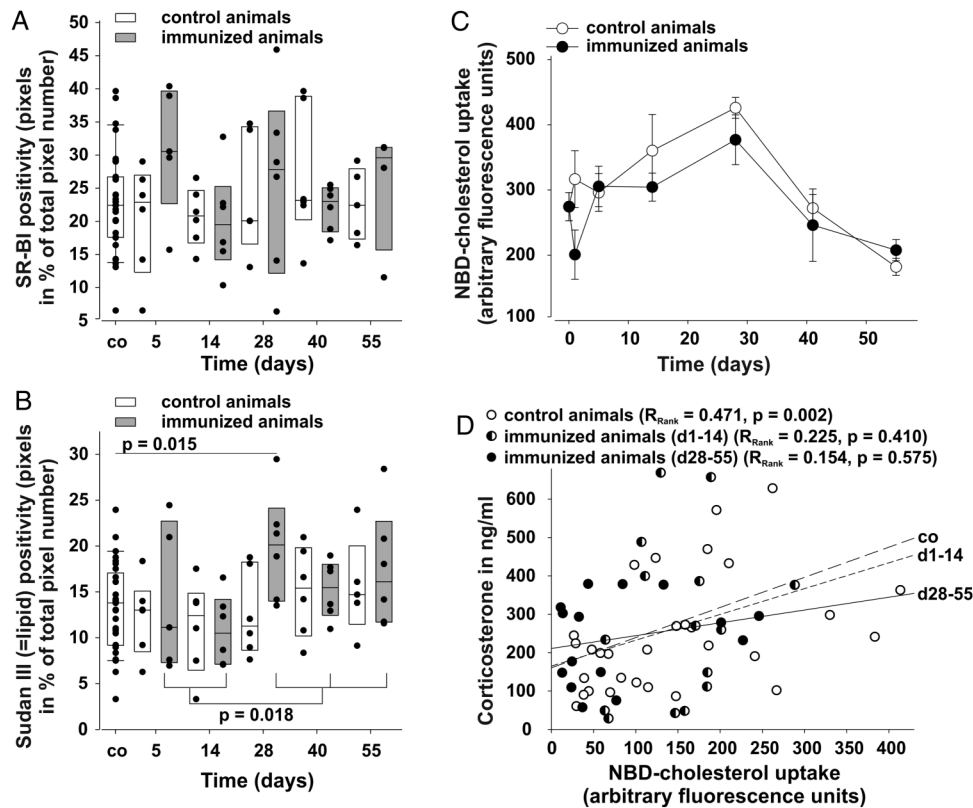 A
control animals
immunized animals
SR-BI positivity (pixels
in % of total pixel number)
50
45
40
35
30
25
20
15
10
5
co 5 14 28 40 55
Time (days)
B
control animals
immunized animals
p = 0.015
Sudan III (=lipid) positivity (pixels
in % of total pixel number)
30
25
20
15
10
5
0
p = 0.018
co 5 14 28 40 55
Time (days)
C
control animals
immunized animals
NBD-cholesterol uptake
(arbitrary fluorescence units)
500
400
300
200
100
0 10 20 30 40 50
Time (days)
D
control animals (R_Rank = 0.471, p = 0.002)
immunized animals (d1-14) (R_Rank = 0.225, p = 0.410)
immunized animals (d28-55) (R_Rank = 0.154, p = 0.575)
Corticosterone in ng/ml
600
500
400
300
200
100
0
co
d1-14
d28-55
0 50 100 150 200 250 300 350 400
NBD-cholesterol uptake
(arbitrary fluorescence units)